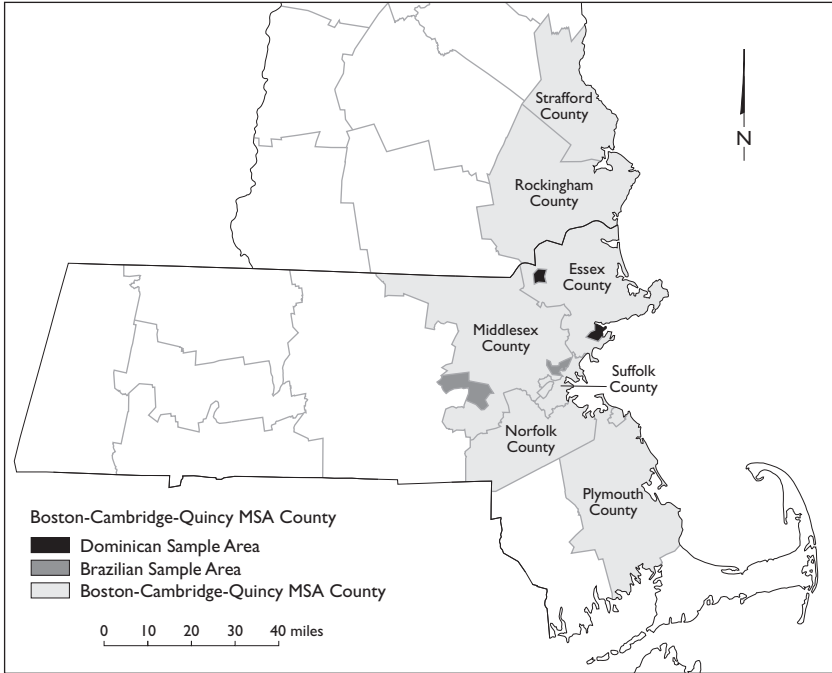 Strafford
County
N
Rockingham
County
Essex
County
Middlesex
County
Suffolk
County
Norfolk
County
Plymouth
County
Boston-Cambridge-Quincy MSA County
Dominican Sample Area
Brazilian Sample Area
Boston-Cambridge-Quincy MSA County
0 10 20 30 40 miles